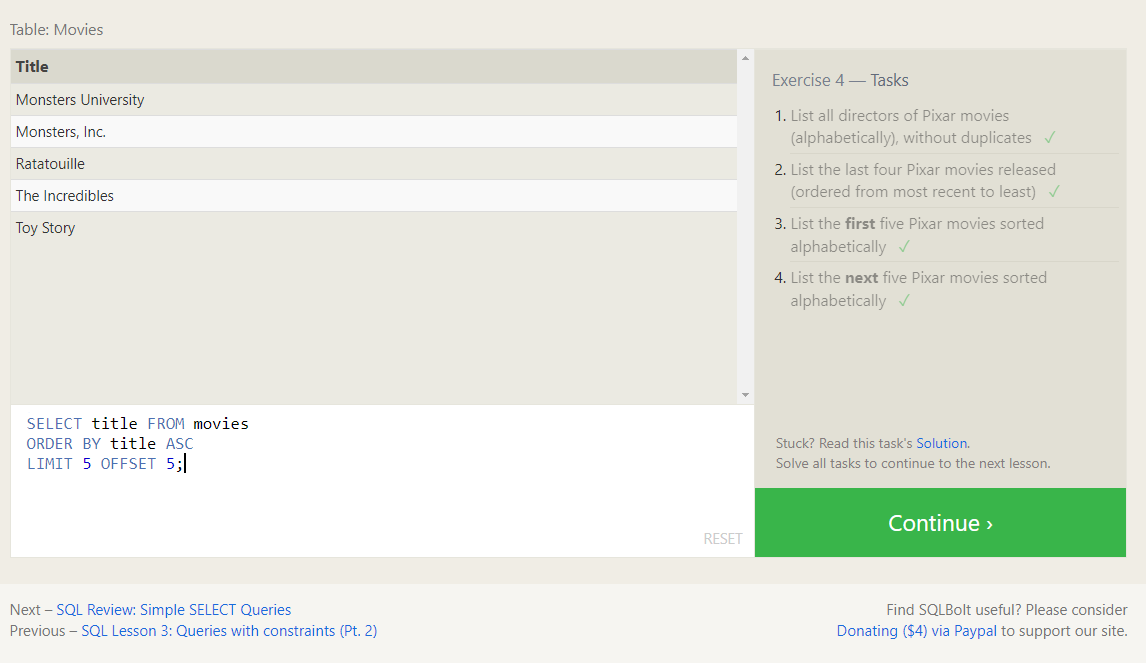 Table: Movies
Title
Monsters University
Monsters, Inc.
Ratatouille
The Incredibles
Toy Story
SELECT title FROM movies
ORDER BY title ASC
LIMIT 5 OFFSET 5;
RESET
Exercise 4 — Tasks
1. List all directors of Pixar movies
(alphabetically), without duplicates ✓
2. List the last four Pixar movies released
(ordered from most recent to least) ✓
3. List the first five Pixar movies sorted
alphabetically ✓
4. List the next five Pixar movies sorted
alphabetically ✓
Stuck? Read this task's Solution.
Solve all tasks to continue to the next lesson.
Continue ›
Next – SQL Review: Simple SELECT Queries
Previous – SQL Lesson 3: Queries with constraints (Pt. 2)
Find SQLBolt useful? Please consider
Donating ($4) via Paypal to support our site.